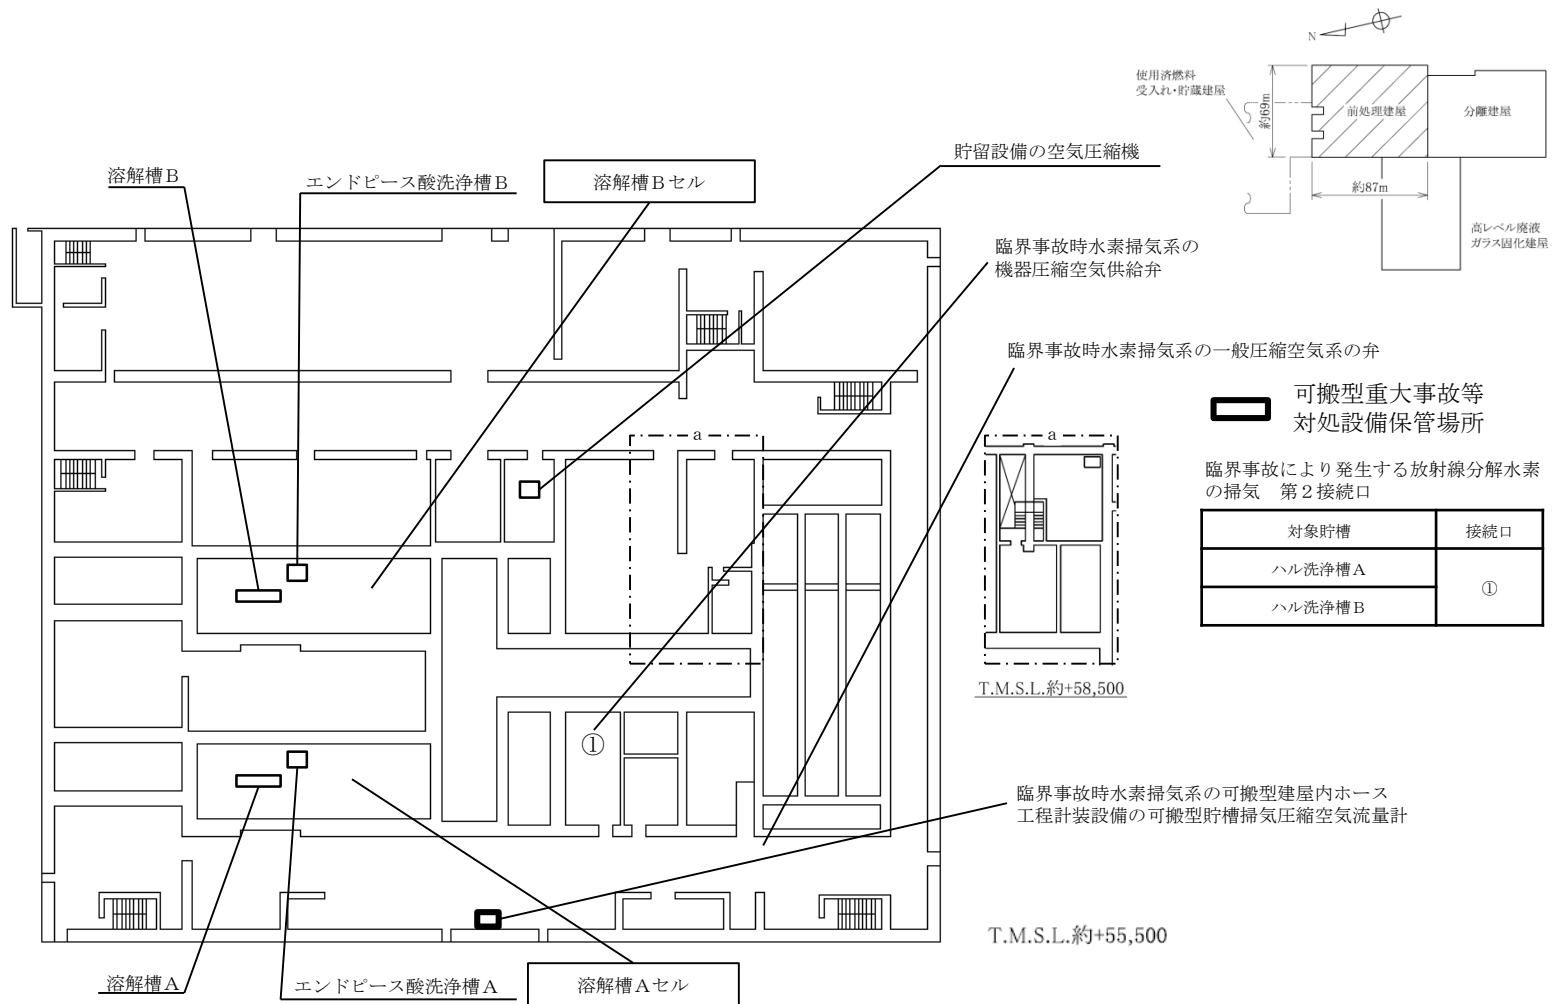 N
使用済燃料
受入れ・貯蔵建屋
約69m
前処理建屋
分離建屋
約87m
高レベル廃液
ガラス固化建屋
溶解槽B
エンドピース酸洗浄槽B
溶解槽Bセル
貯留設備の空気圧縮機
臨界事故時水素掃気系の
機器圧縮空気供給弁
臨界事故時水素掃気系の一般圧縮空気系の弁
可搬型重大事故等
対処設備保管場所
a
a
臨界事故により発生する放射線分解水素
の掃気　第2接続口
対象貯槽
接続口
ハル洗浄槽A
①
ハル洗浄槽B
T.M.S.L.約+58,500
①
臨界事故時水素掃気系の可搬型建屋内ホース
工程計装設備の可搬型貯槽掃気圧縮空気流量計
T.M.S.L.約+55,500
溶解槽A
エンドピース酸洗浄槽A
溶解槽Aセル